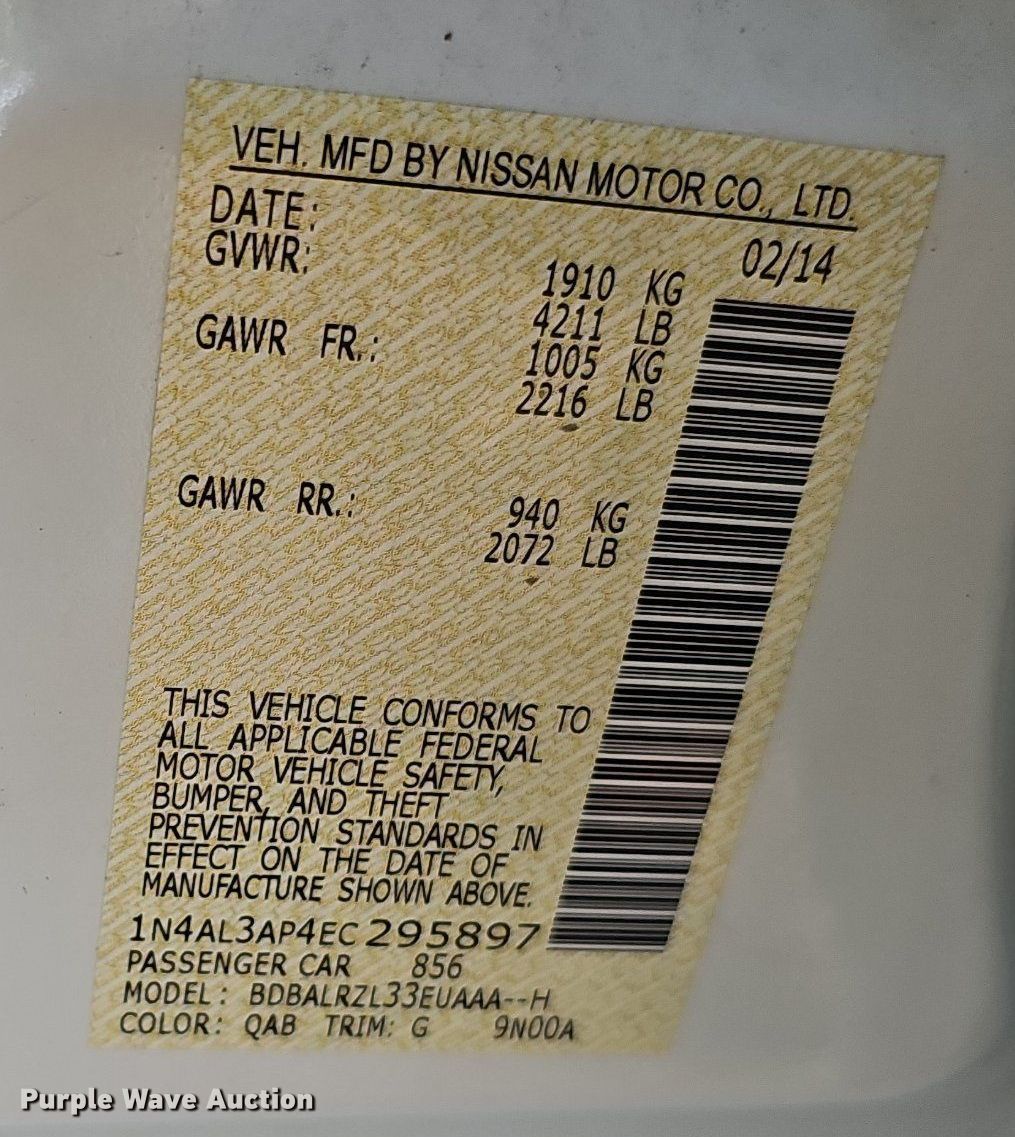 VEH. MFD BY NISSAN MOTOR CO., LTD.
DATE: 02/14
GVWR: 1910 KG
4211 LB
GAWR FR.: 1005 KG
2216 LB
GAWR RR.: 940 KG
2072 LB
THIS VEHICLE CONFORMS TO
ALL APPLICABLE FEDERAL
MOTOR VEHICLE SAFETY,
BUMPER, AND THEFT
PREVENTION STANDARDS IN
EFFECT ON THE DATE OF
MANUFACTURE SHOWN ABOVE.
1N4AL3AP4EC295897
PASSENGER CAR 856
MODEL: BDBALRZL33EUAAA--H
COLOR: QAB TRIM: G 9N00A
Purple Wave Auction